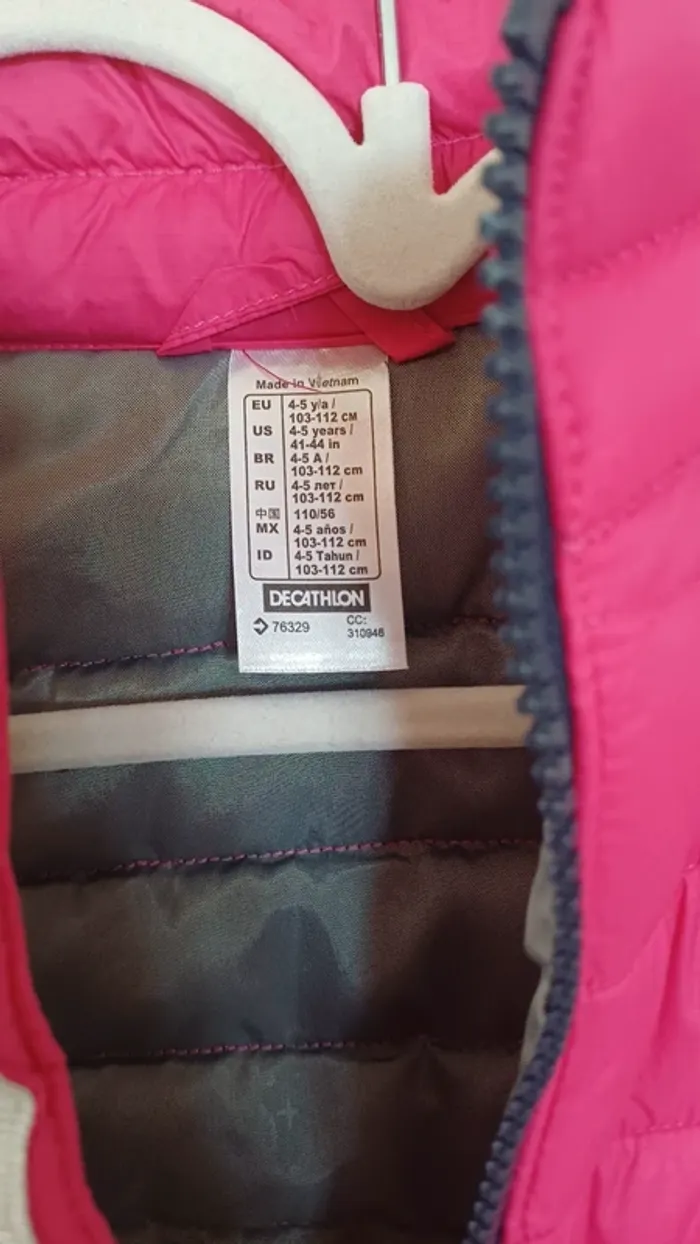 Made in Vietnam
EU 4-5 y/a /
103-112 CM
US 4-5 years /
41-44 in
BR 4-5 A /
103-112 cm
RU 4-5 лет /
103-112 cm
中国 110/56
MX 4-5 años /
103-112 cm
ID 4-5 Tahun /
103-112 cm
DECATHLON
76329 CC:
310946